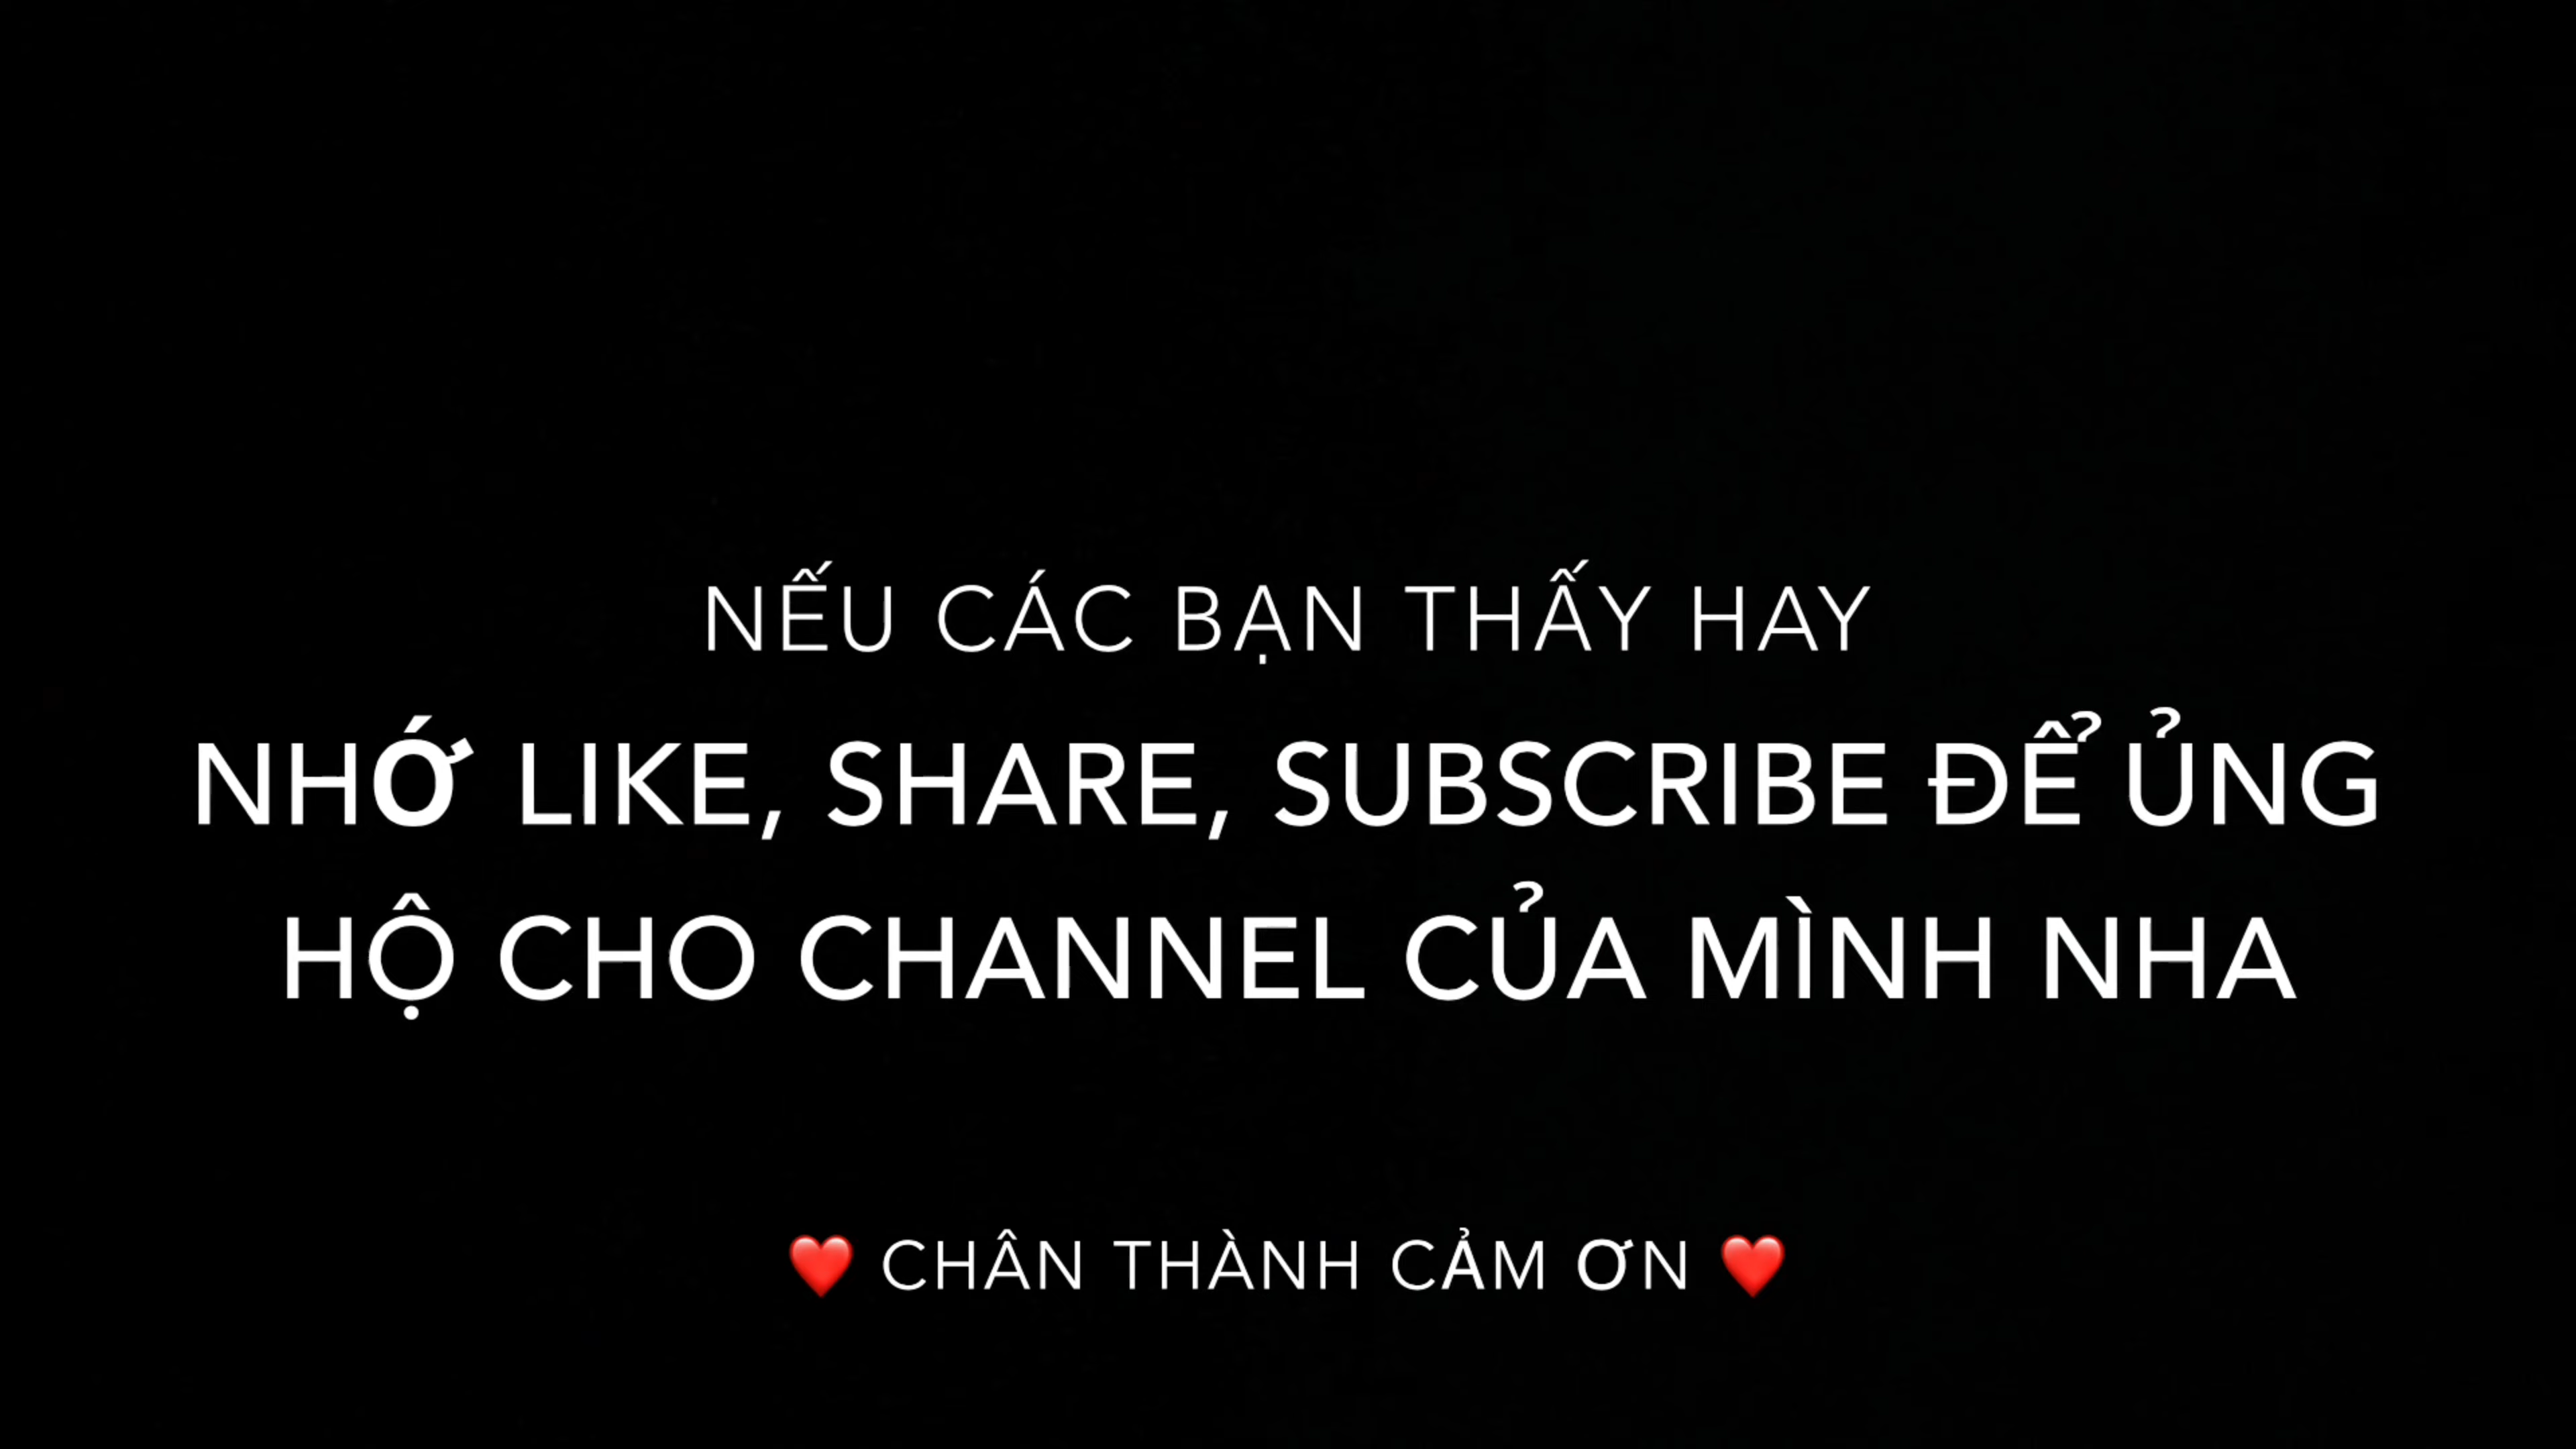 NẾU CÁC BẠN THẤY HAY
NHỚ LIKE, SHARE, SUBSCRIBE ĐỂ ỦNG
HỘ CHO CHANNEL CỦA MÌNH NHA
❤️ CHÂN THÀNH CẢM ƠN ❤️